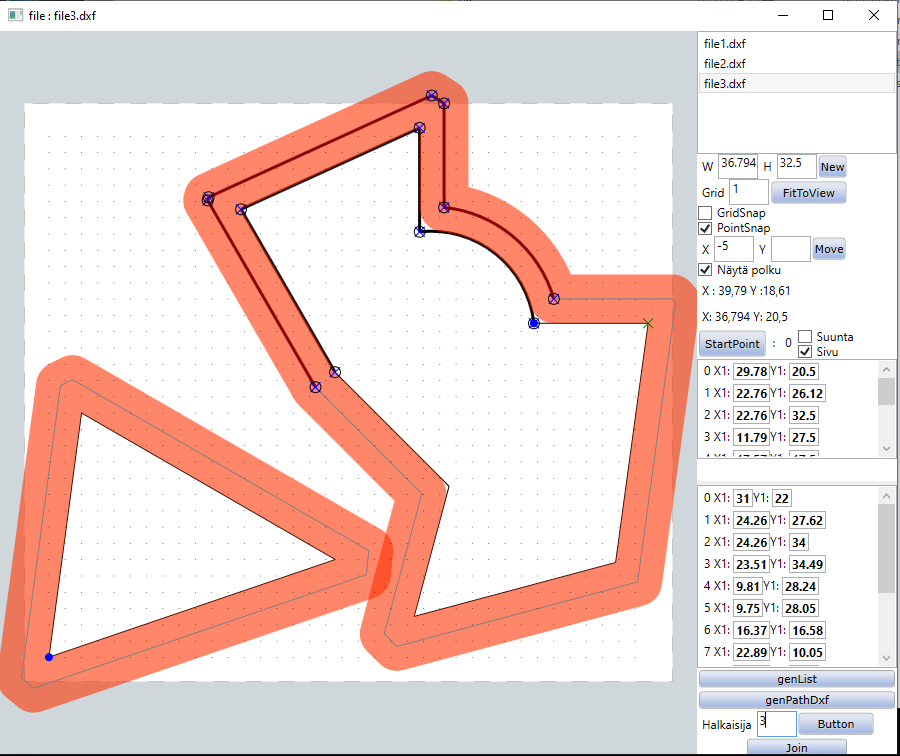 file : file3.dxf
file1.dxf
file2.dxf
file3.dxf
W 36.794 H 32.5 New
Grid 1 FitToView
GridSnap
PointSnap
X -5 Y Move
Näytä polku
X : 39,79 Y :18,61
X: 36,794 Y: 20,5
StartPoint : 0 Suunta
Sivu
0 X1: 29.78 Y1: 20.5
1 X1: 22.76 Y1: 26.12
2 X1: 22.76 Y1: 32.5
3 X1: 11.79 Y1: 27.5
0 X1: 31 Y1: 22
1 X1: 24.26 Y1: 27.62
2 X1: 24.26 Y1: 34
3 X1: 23.51 Y1: 34.49
4 X1: 9.81 Y1: 28.24
5 X1: 9.75 Y1: 28.05
6 X1: 16.37 Y1: 16.58
7 X1: 22.89 Y1: 10.05
genList
genPathDxf
Halkaisija 3 Button
Join